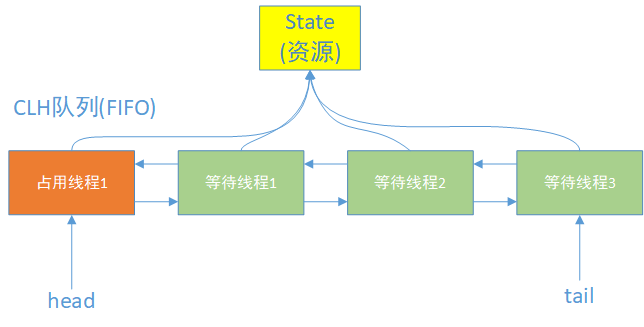 State
(资源)
CLH队列(FIFO)
占用线程1
等待线程1
等待线程2
等待线程3
head
tail